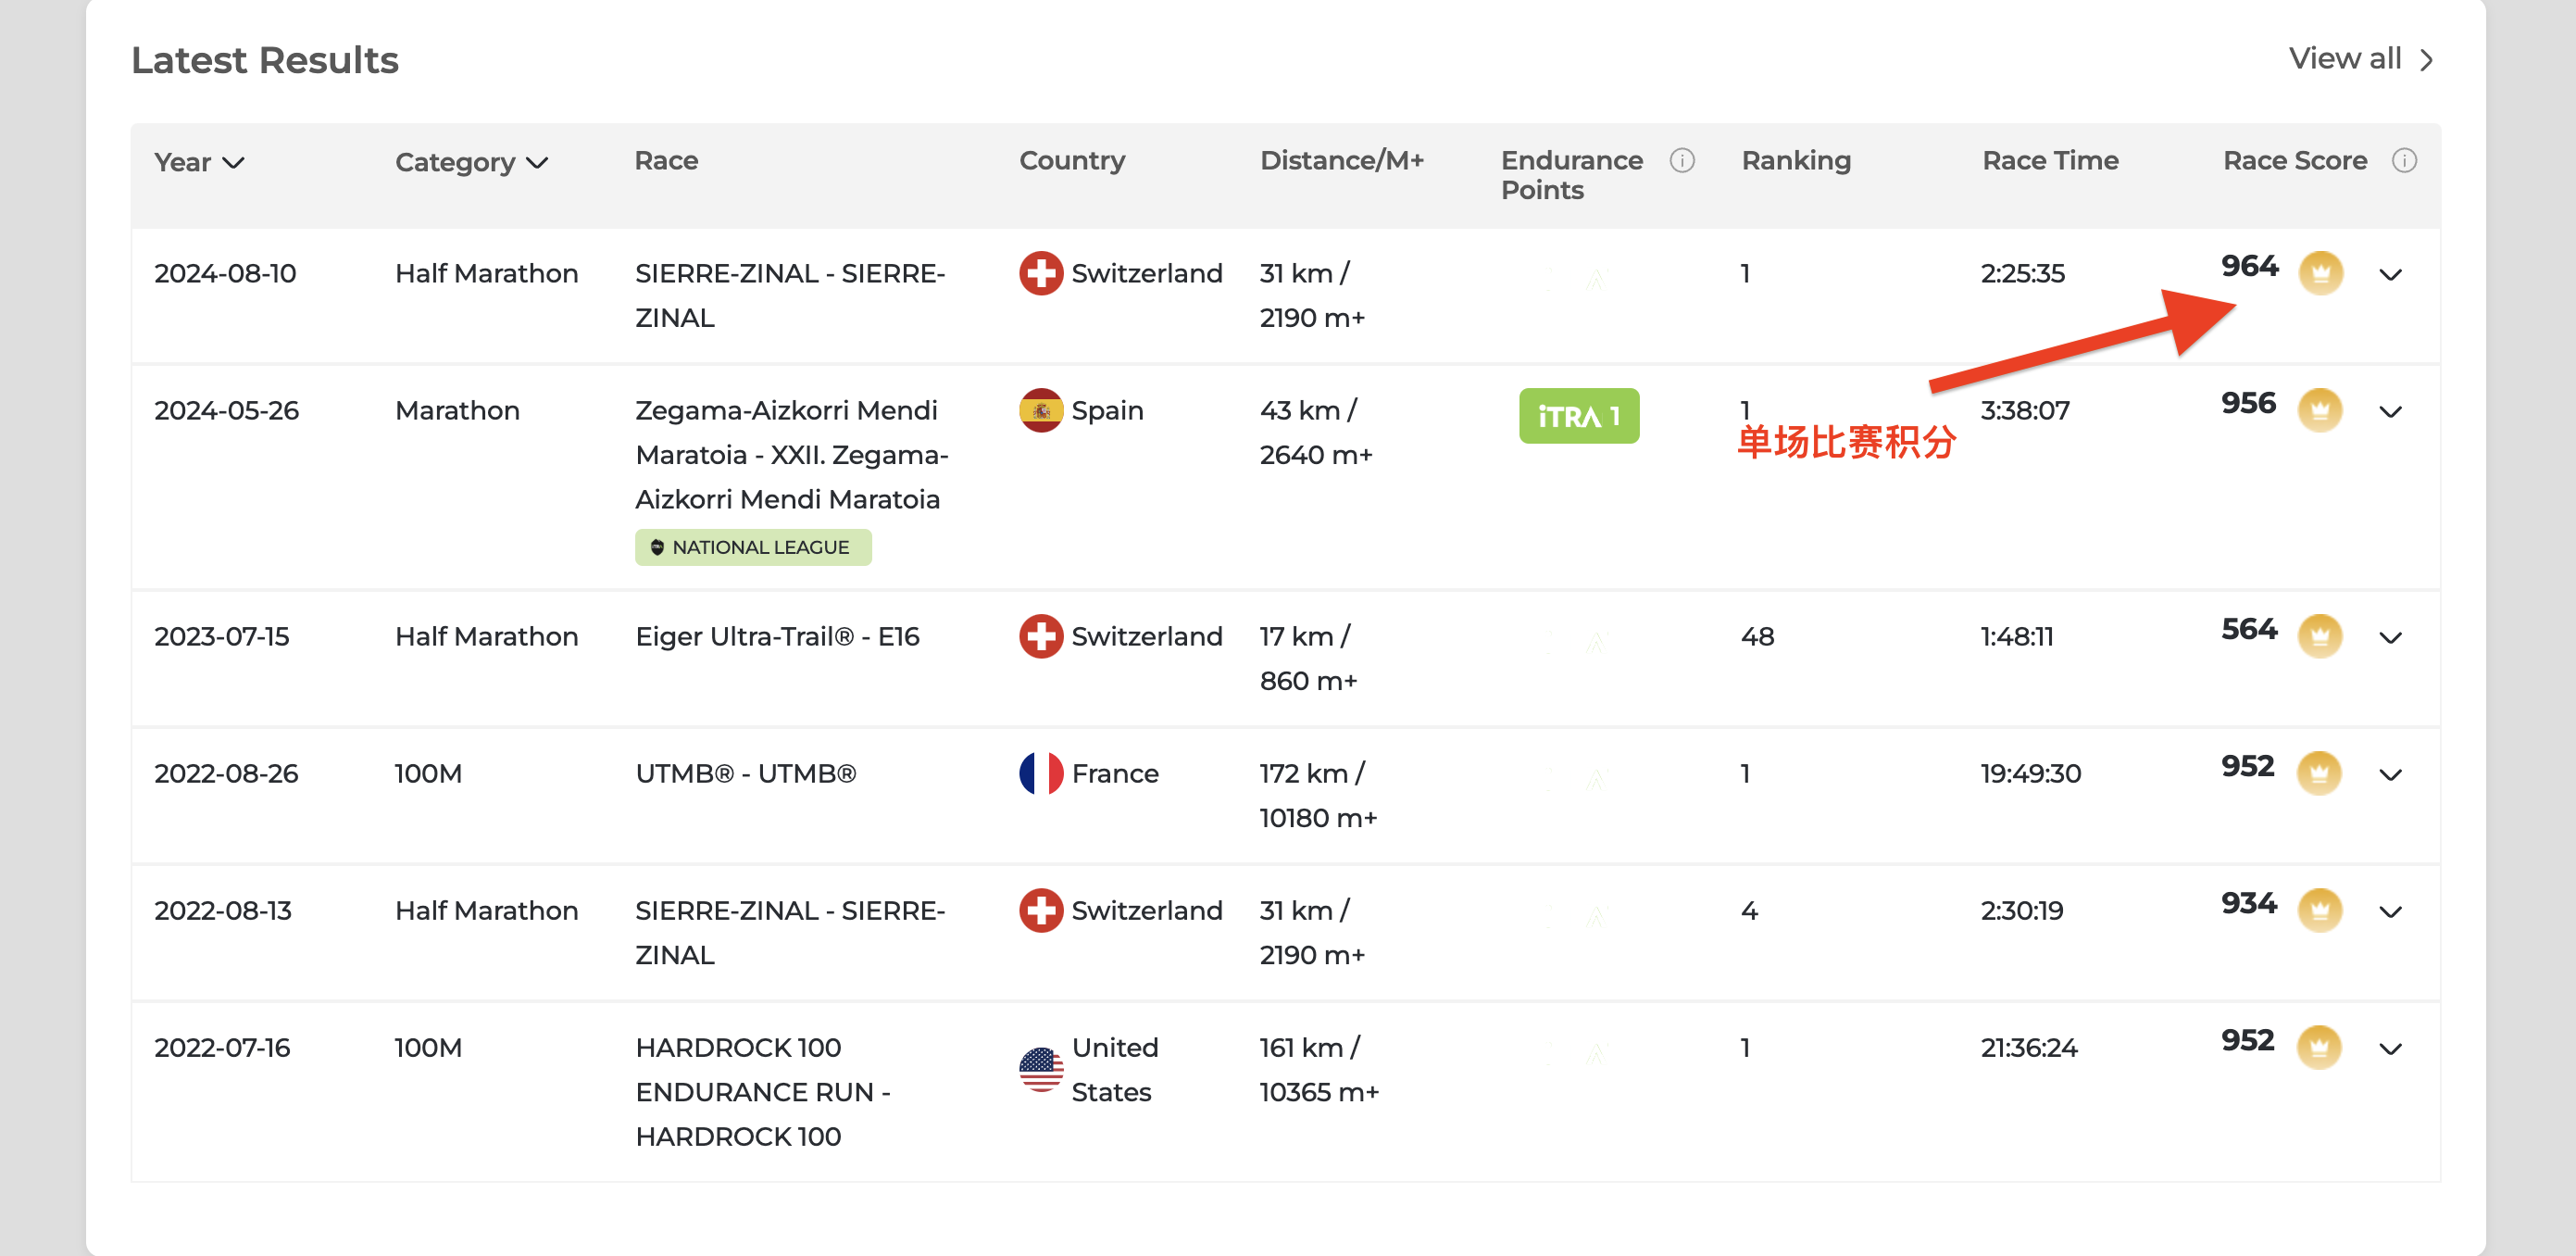 Latest Results
View all
Year Category Race Country Distance/M+ Endurance Points Ranking Race Time Race Score
2024-08-10 Half Marathon SIERRE-ZINAL - SIERRE-ZINAL Switzerland 31 km / 2190 m+ 1 2:25:35 964
2024-05-26 Marathon Zegama-Aizkorri Mendi Maratoia - XXII. Zegama-Aizkorri Mendi Maratoia Spain 43 km / 2640 m+ iTRA 1 1 3:38:07 956
单场比赛积分
NATIONAL LEAGUE
2023-07-15 Half Marathon Eiger Ultra-Trail® - E16 Switzerland 17 km / 860 m+ 48 1:48:11 564
2022-08-26 100M UTMB® - UTMB® France 172 km / 10180 m+ 1 19:49:30 952
2022-08-13 Half Marathon SIERRE-ZINAL - SIERRE-ZINAL Switzerland 31 km / 2190 m+ 4 2:30:19 934
2022-07-16 100M HARDROCK 100 ENDURANCE RUN - HARDROCK 100 United States 161 km / 10365 m+ 1 21:36:24 952